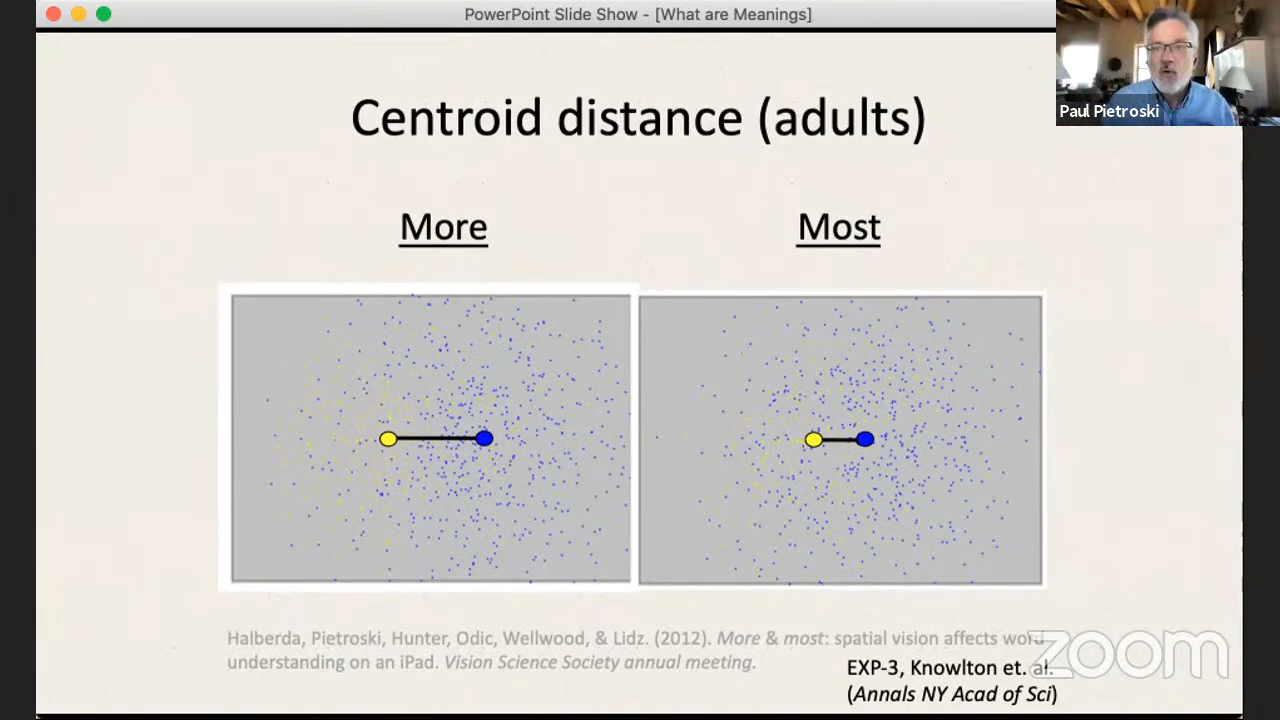 PowerPoint Slide Show - [What are Meanings]
Paul Pietroski
Centroid distance (adults)
More
Most
Halberda, Pietroski, Hunter, Odic, Wellwood, & Lidz. (2012). More & most: spatial vision affects word
understanding on an iPad. Vision Science Society annual meeting.
EXP-3, Knowlton et. al.
(Annals NY Acad of Sci)
zoom